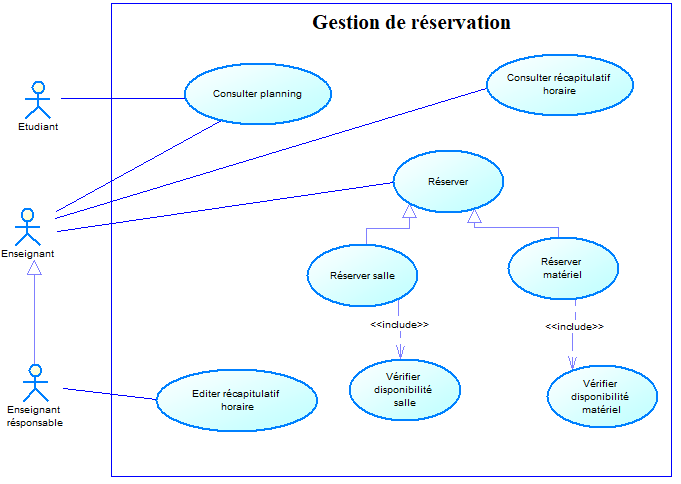 Gestion de réservation
Consulter planning
Consulter récapitulatif
horaire
Etudiant
Réserver
Enseignant
Réserver salle
Réserver
matériel
<<include>>
<<include>>
Vérifier
disponibilité
salle
Vérifier
disponibilité
matériel
Editer récapitulatif
horaire
Enseignant
résponsable